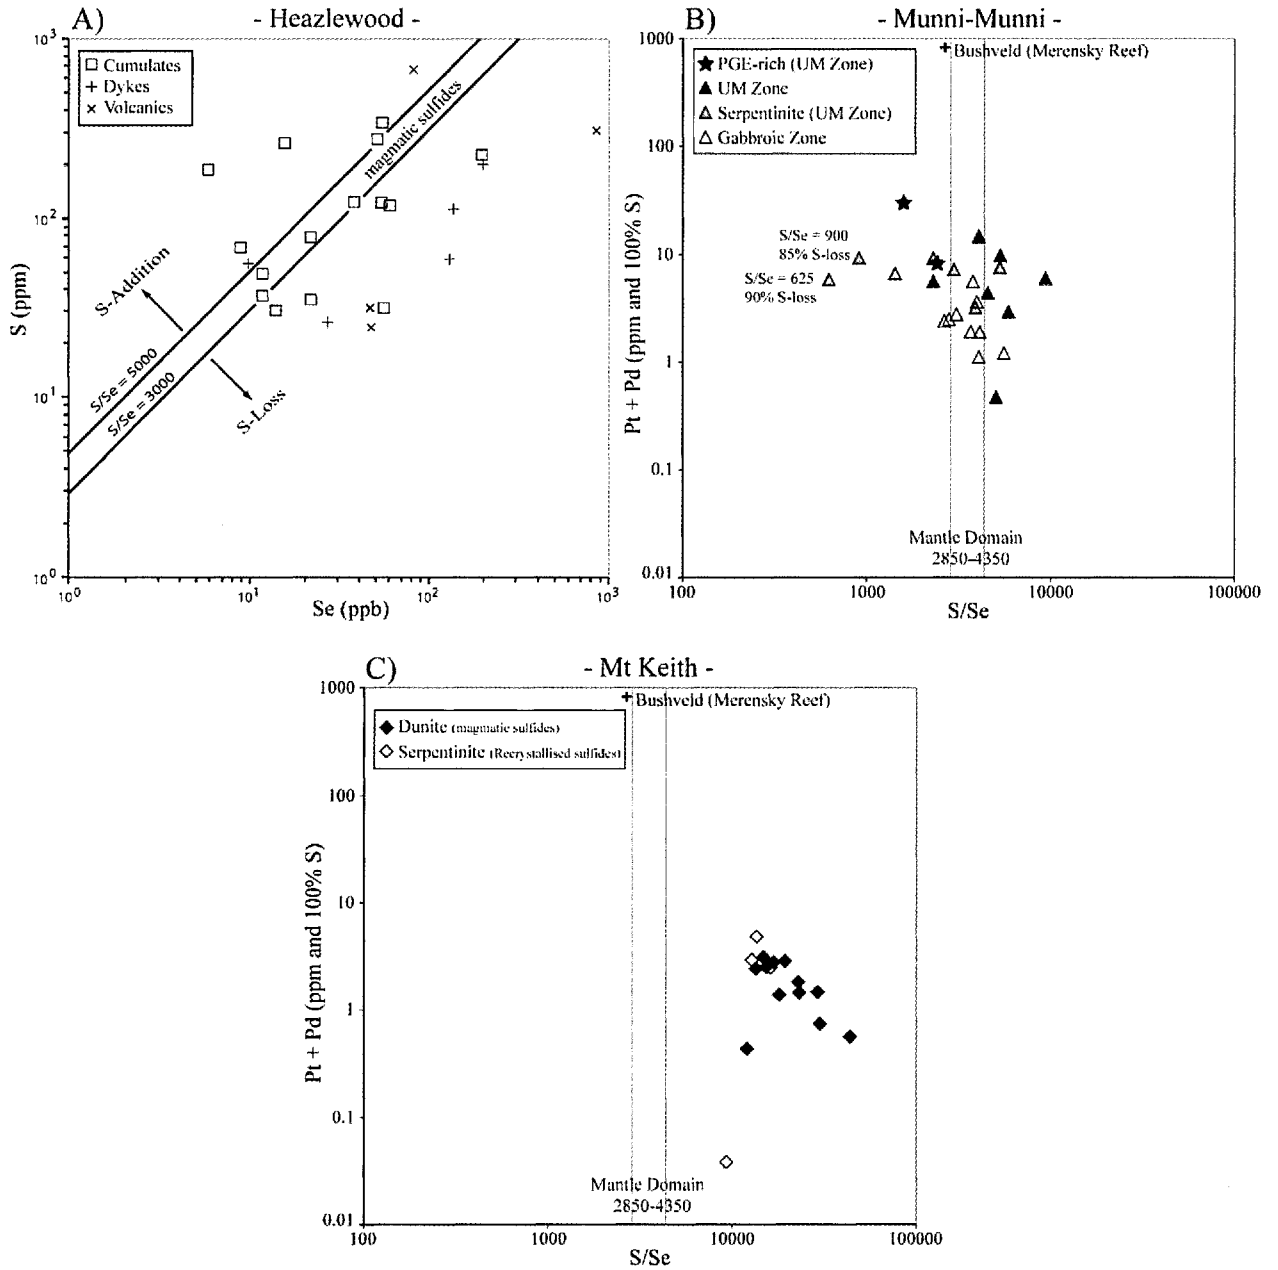 A)
- Heazlewood -
10³
10²
10¹
10⁰
S (ppm)
Cumulates
Dykes
Volcanics
magmatic sulfides
S-Addition
S/Se = 5000
S/Se = 3000
S-Loss
10⁰
10¹
10²
10³
Se (ppb)
B)
- Munni-Munni -
1000
100
10
1
0.1
0.01
Pt + Pd (ppm and 100% S)
Bushveld (Merensky Reef)
PGE-rich (UM Zone)
UM Zone
Serpentinite (UM Zone)
Gabbroic Zone
S/Se = 900
85% S-loss
S/Se = 625
90% S-loss
Mantle Domain
2850-4350
100
1000
10000
100000
S/Se
C)
- Mt Keith -
1000
100
10
1
0.1
0.01
Pt + Pd (ppm and 100% S)
Bushveld (Merensky Reef)
Dunite (magmatic sulfides)
Serpentinite (Recrystallised sulfides)
Mantle Domain
2850-4350
100
1000
10000
100000
S/Se